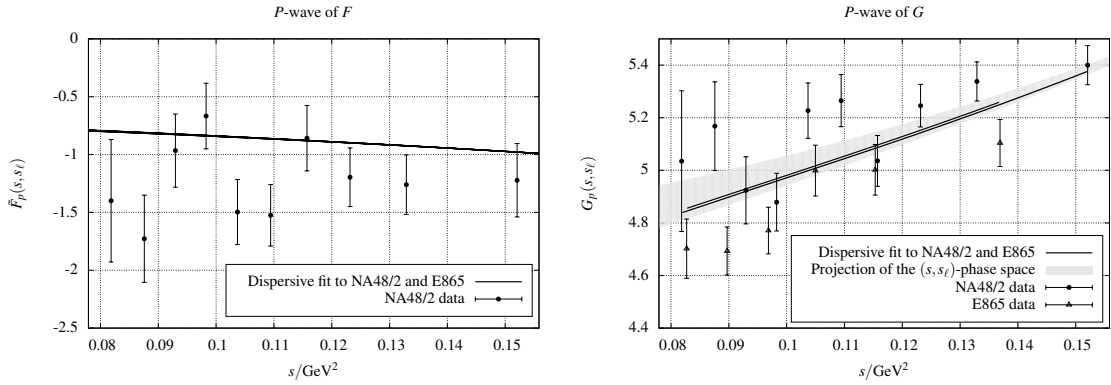 P-wave of F
0
-0.5
-1
-1.5
-2
-2.5
F̃p(s,sℓ)
Dispersive fit to NA48/2 and E865
NA48/2 data
0.08 0.09 0.1 0.11 0.12 0.13 0.14 0.15
s/GeV²
P-wave of G
5.4
5.2
5
4.8
4.6
4.4
Gp(s,sℓ)
Dispersive fit to NA48/2 and E865
Projection of the (s,sℓ)-phase space
NA48/2 data
E865 data
0.08 0.09 0.1 0.11 0.12 0.13 0.14 0.15
s/GeV²